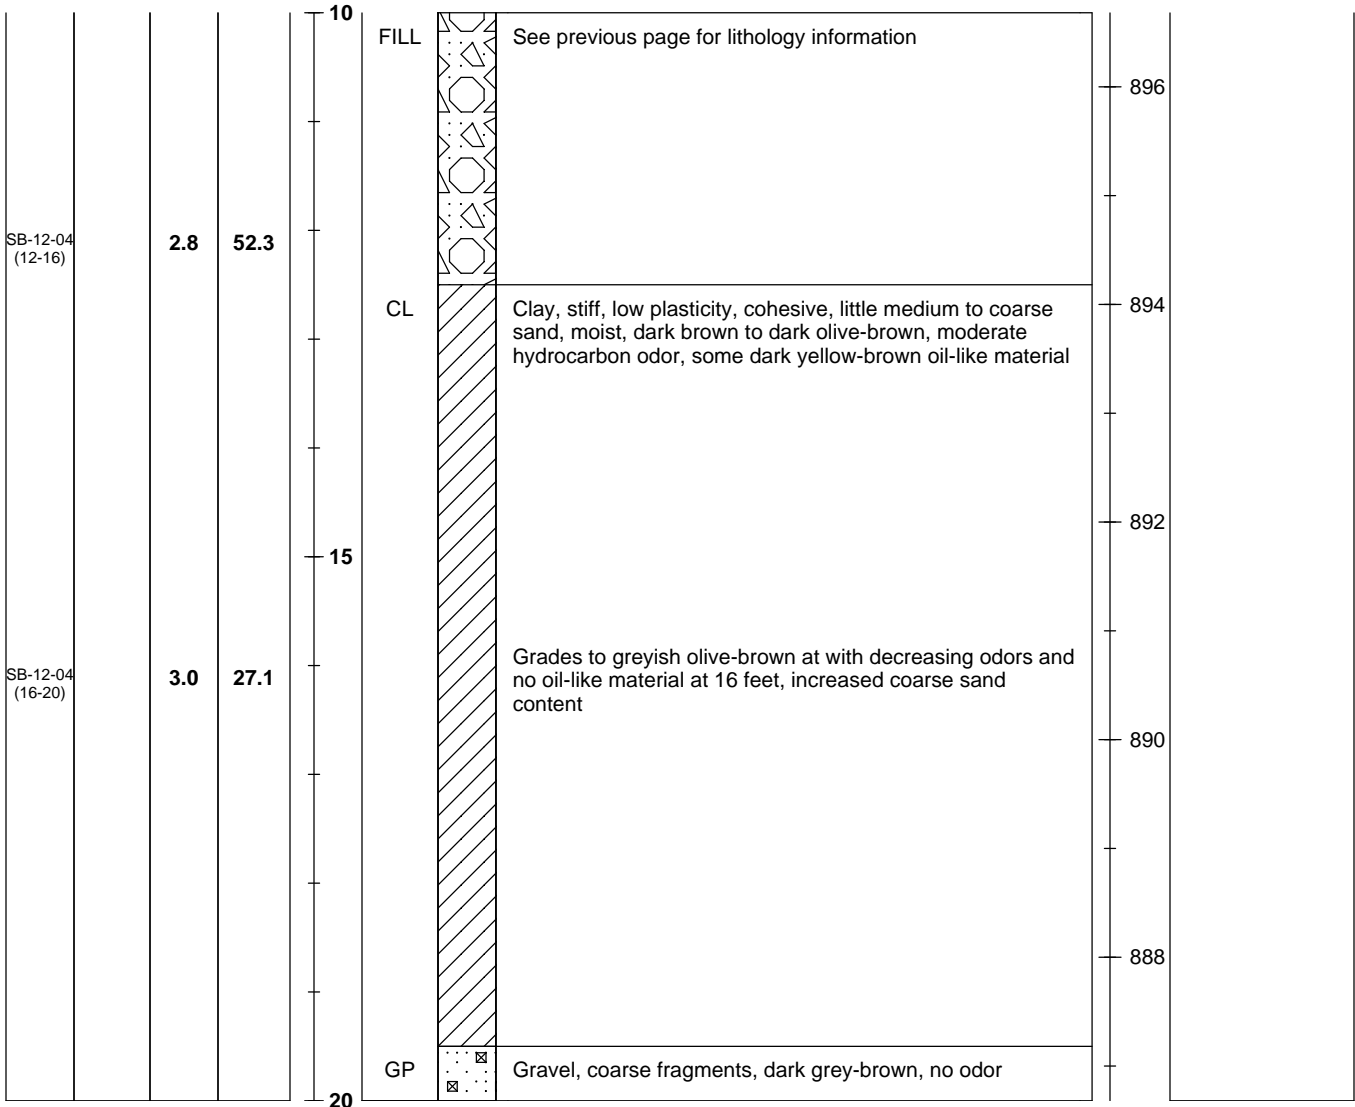 10
FILL
See previous page for lithology information
896
SB-12-04
(12-16)
2.8
52.3
CL
Clay, stiff, low plasticity, cohesive, little medium to coarse
sand, moist, dark brown to dark olive-brown, moderate
hydrocarbon odor, some dark yellow-brown oil-like material
894
892
15
SB-12-04
(16-20)
3.0
27.1
Grades to greyish olive-brown at with decreasing odors and
no oil-like material at 16 feet, increased coarse sand
content
890
888
GP
Gravel, coarse fragments, dark grey-brown, no odor
20